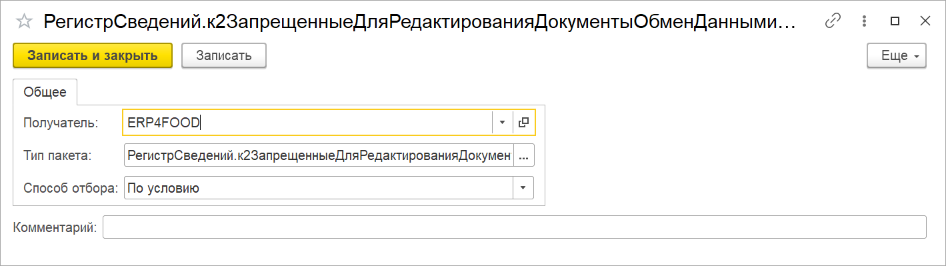 РегистрСведений.к2ЗапрещенныеДляРедактированияДокументыОбменДанными...
Записать и закрыть Записать Еще
Общее
Получатель: ERP4FOOD
Тип пакета: РегистрСведений.к2ЗапрещенныеДляРедактированияДокумен ...
Способ отбора: По условию
Комментарий: